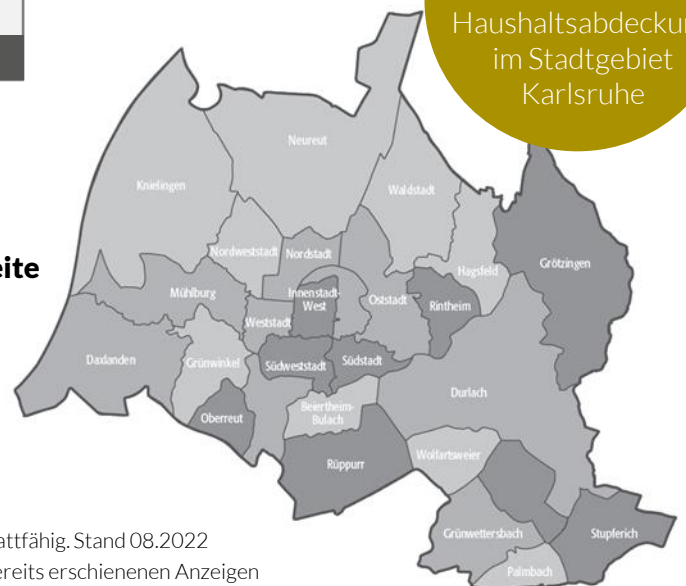 Haushaltsabdeckun
im Stadtgebiet
Karlsruhe
Neureut
Knielingen
Waldstadt
Nordweststadt
Nordstadt
Hagsfeld
Grötzingen
eite
Mühlburg
Innenstadt-
West
Oststadt
Rintheim
Weststadt
Daxlanden
Grünwinkel
Südweststadt
Südstadt
Durlach
Oberreut
Beiertheim-
Bulach
Rüppurr
Wolfartsweier
Grünwettersbach
Stupferich
Palmbach
attfähig. Stand 08.2022
ereits erschienenen Anzeigen